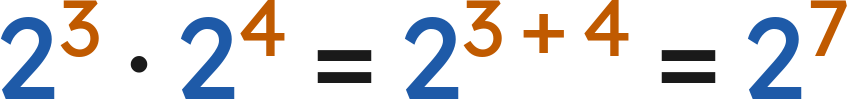 2³ · 2⁴ = 2³⁺⁴ = 2⁷